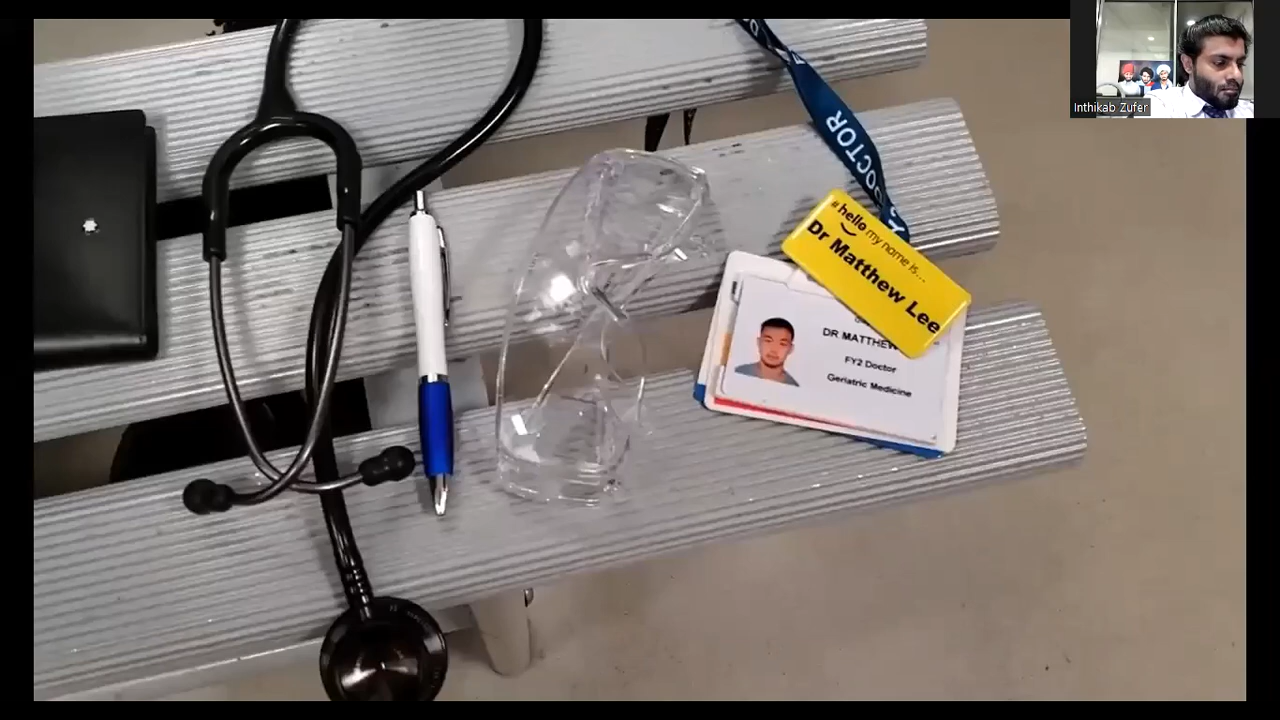 DOCTOR
#hello my name is...
Dr Matthew Lee
DR MATTHEW
FY2 Doctor
Geriatric Medicine
Inthikab Zufer